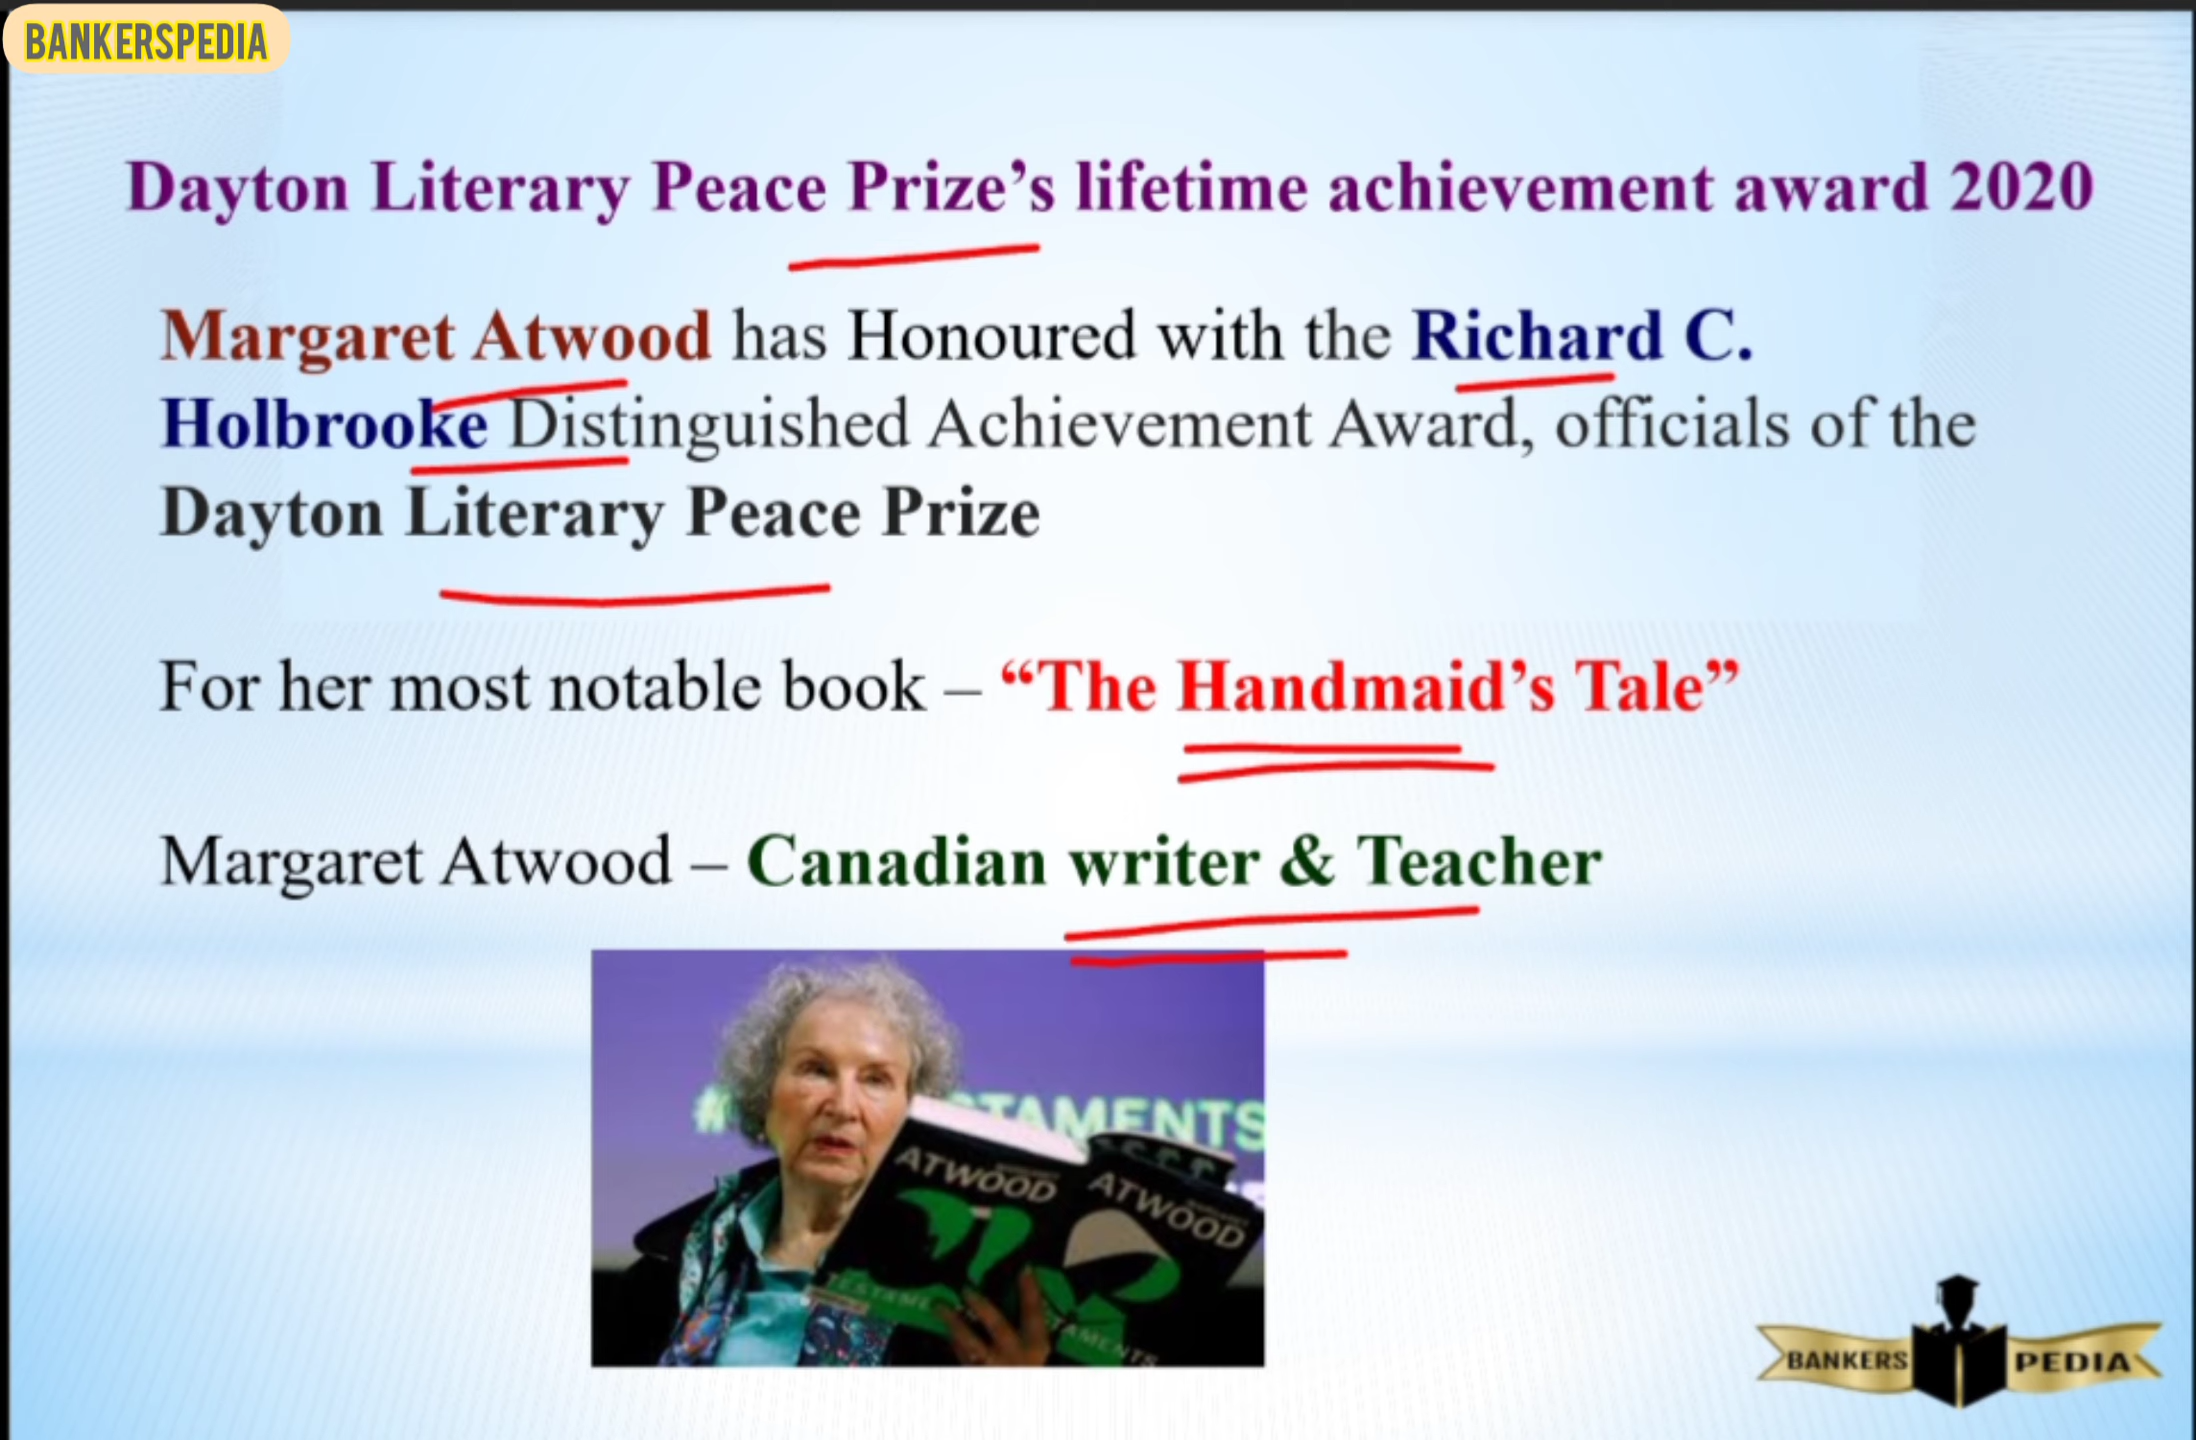 BANKERSPEDIA
Dayton Literary Peace Prize’s lifetime achievement award 2020
Margaret Atwood has Honoured with the Richard C.
Holbrooke Distinguished Achievement Award, officials of the
Dayton Literary Peace Prize
For her most notable book – “The Handmaid’s Tale”
Margaret Atwood – Canadian writer & Teacher
ATWOOD
ATWOOD
BANKERS PEDIA